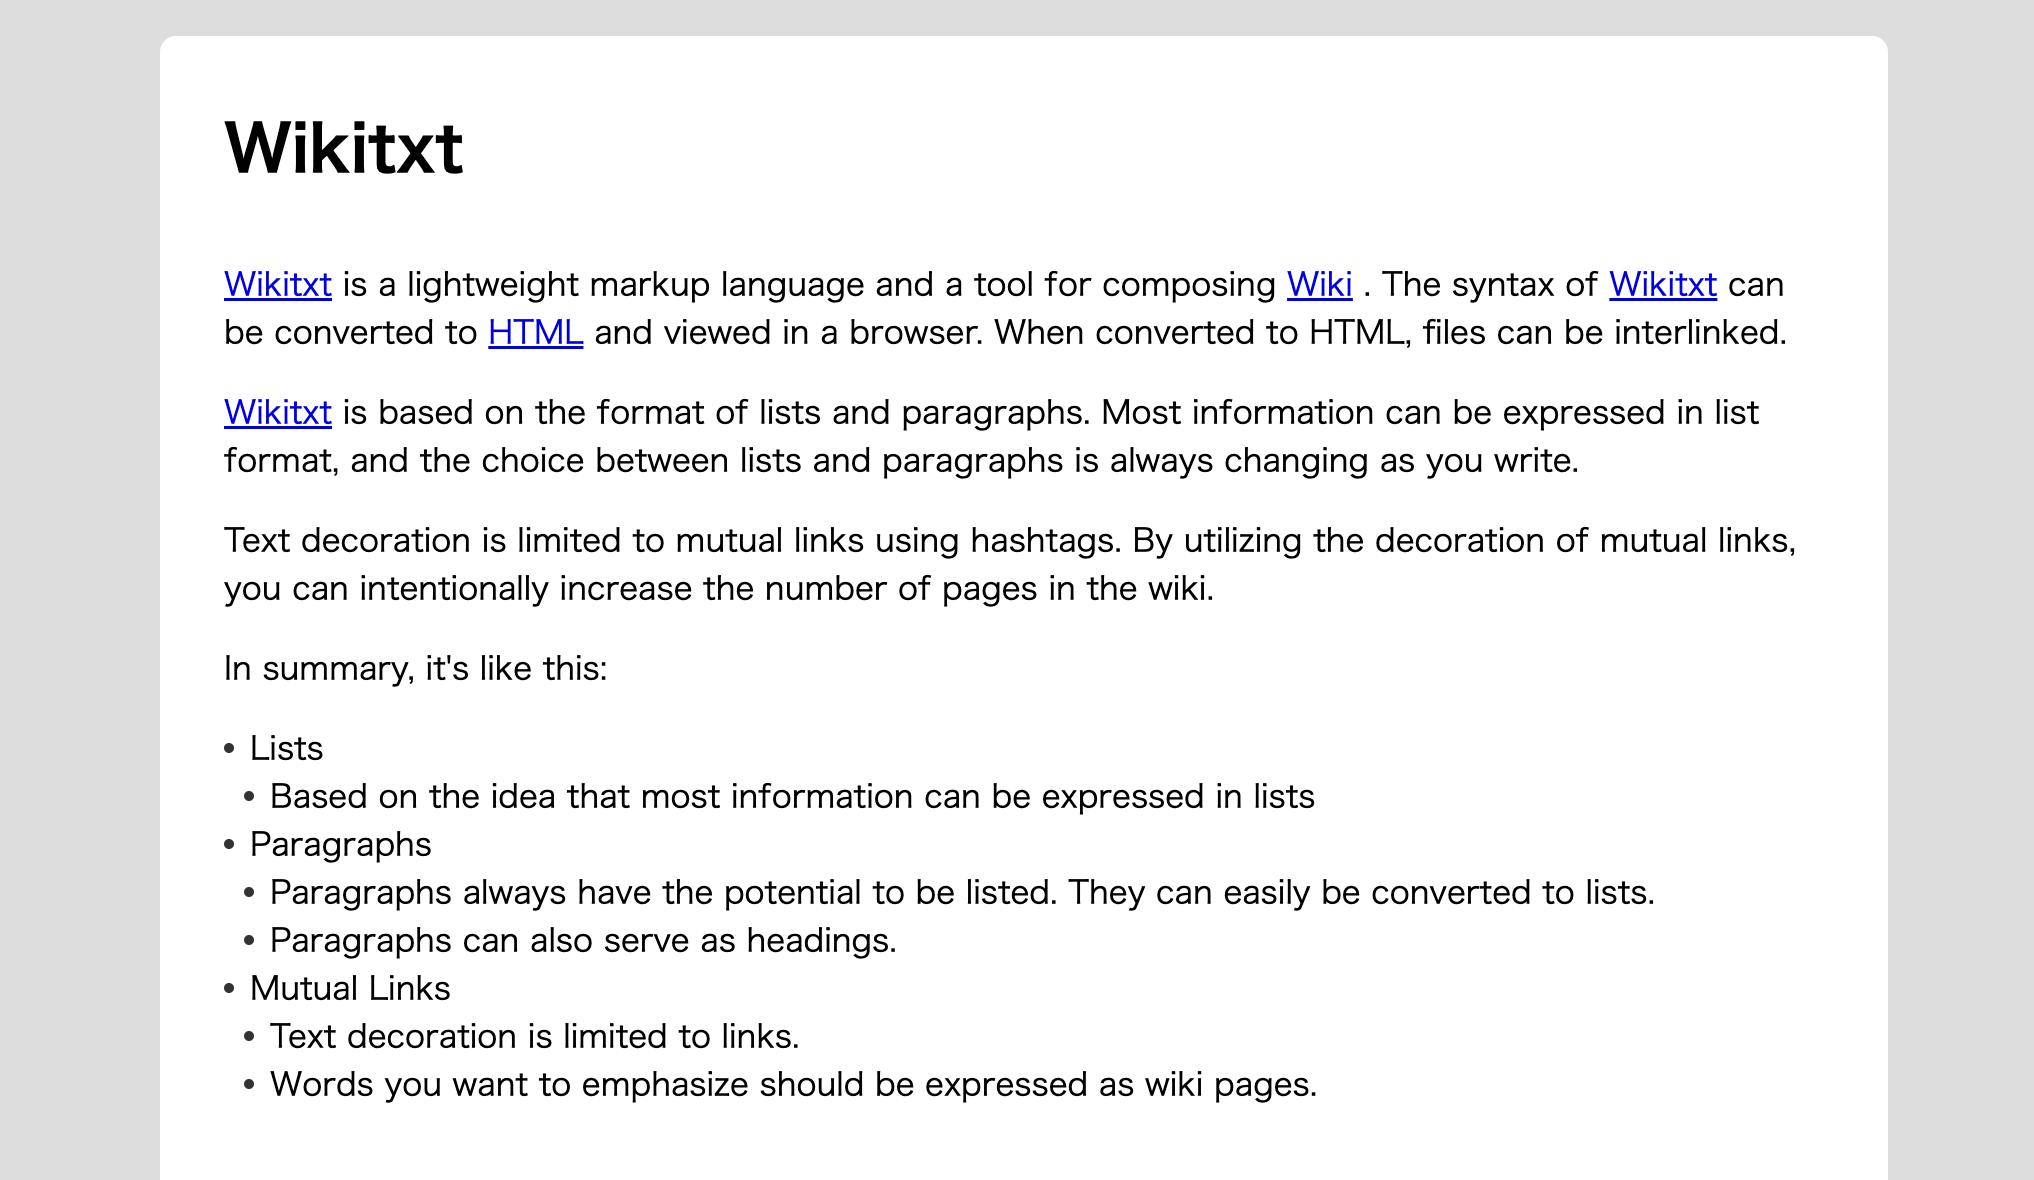 Wikitxt
Wikitxt is a lightweight markup language and a tool for composing Wiki . The syntax of Wikitxt can
be converted to HTML and viewed in a browser. When converted to HTML, files can be interlinked.
Wikitxt is based on the format of lists and paragraphs. Most information can be expressed in list
format, and the choice between lists and paragraphs is always changing as you write.
Text decoration is limited to mutual links using hashtags. By utilizing the decoration of mutual links,
you can intentionally increase the number of pages in the wiki.
In summary, it's like this:
• Lists
• Based on the idea that most information can be expressed in lists
• Paragraphs
• Paragraphs always have the potential to be listed. They can easily be converted to lists.
• Paragraphs can also serve as headings.
• Mutual Links
• Text decoration is limited to links.
• Words you want to emphasize should be expressed as wiki pages.